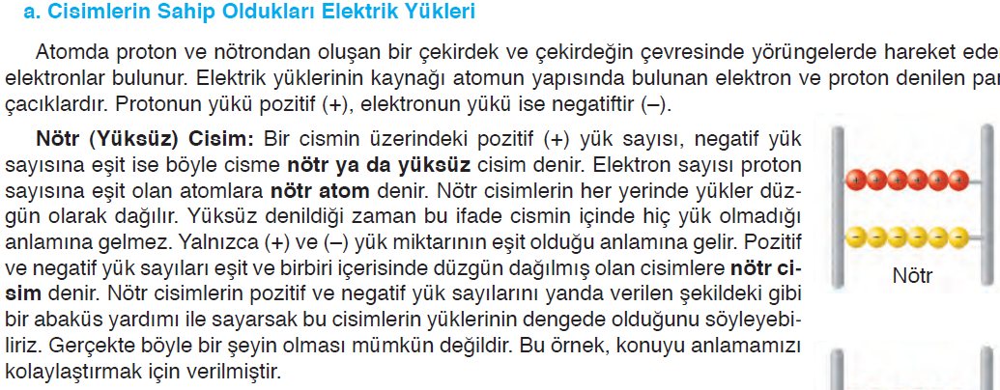 a. Cisimlerin Sahip Oldukları Elektrik Yükleri
Atomda proton ve nötrondan oluşan bir çekirdek ve çekirdeğin çevresinde yörüngelerde hareket ede
elektronlar bulunur. Elektrik yüklerinin kaynağı atomun yapısında bulunan elektron ve proton denilen par
çacıklardır. Protonun yükü pozitif (+), elektronun yükü ise negatiftir (–).
Nötr (Yüksüz) Cisim: Bir cismin üzerindeki pozitif (+) yük sayısı, negatif yük
sayısına eşit ise böyle cisme nötr ya da yüksüz cisim denir. Elektron sayısı proton
sayısına eşit olan atomlara nötr atom denir. Nötr cisimlerin her yerinde yükler düz-
gün olarak dağılır. Yüksüz denildiği zaman bu ifade cismin içinde hiç yük olmadığı
anlamına gelmez. Yalnızca (+) ve (–) yük miktarının eşit olduğu anlamına gelir. Pozitif
ve negatif yük sayıları eşit ve birbiri içerisinde düzgün dağılmış olan cisimlere nötr ci-
sim denir. Nötr cisimlerin pozitif ve negatif yük sayılarını yanda verilen şekildeki gibi
bir abaküs yardımı ile sayarsak bu cisimlerin yüklerinin dengede olduğunu söyleyebi-
liriz. Gerçekte böyle bir şeyin olması mümkün değildir. Bu örnek, konuyu anlamamızı
kolaylaştırmak için verilmiştir.
+ + + + + +
– – – – – –
Nötr